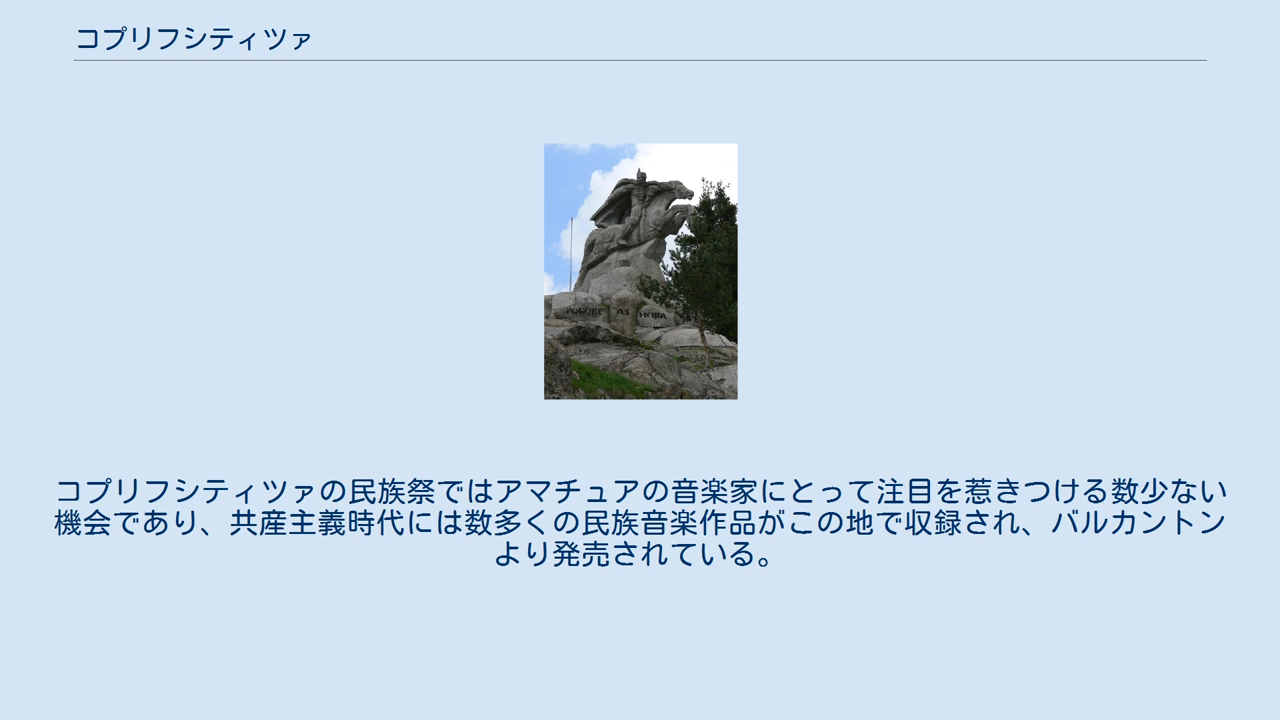 コプリフシティツァ
РОБОВЕ АЗ НЕЩА
コプリフシティツァの民族祭ではアマチュアの音楽家にとって注目を惹きつける数少ない
機会であり、共産主義時代には数多くの民族音楽作品がこの地で収録され、バルカントン
より発売されている。